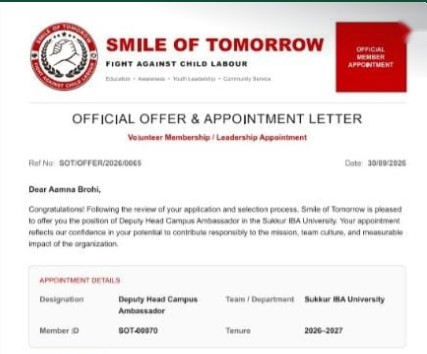 SMILE OF TOMORROW
FIGHT AGAINST CHILD LABOUR
Education • Awareness • Youth Leadership • Community Service
OFFICIAL
MEMBER
APPOINTMENT
OFFICIAL OFFER & APPOINTMENT LETTER
Volunteer Membership / Leadership Appointment
Ref No: SOT/OFFER/2026/0065
Date: 30/09/2026
Dear Aamna Brohi,
Congratulations! Following the review of your application and selection process, Smile of Tomorrow is pleased
to offer you the position of Deputy Head Campus Ambassador in the Sukkur IBA University. Your appointment
reflects our confidence in your potential to contribute responsibly to the mission, team culture, and measurable
impact of the organization.
APPOINTMENT DETAILS
Designation Deputy Head Campus Team / Department Sukkur IBA University
Ambassador
Member ID SOT-00070 Tenure 2026–2027